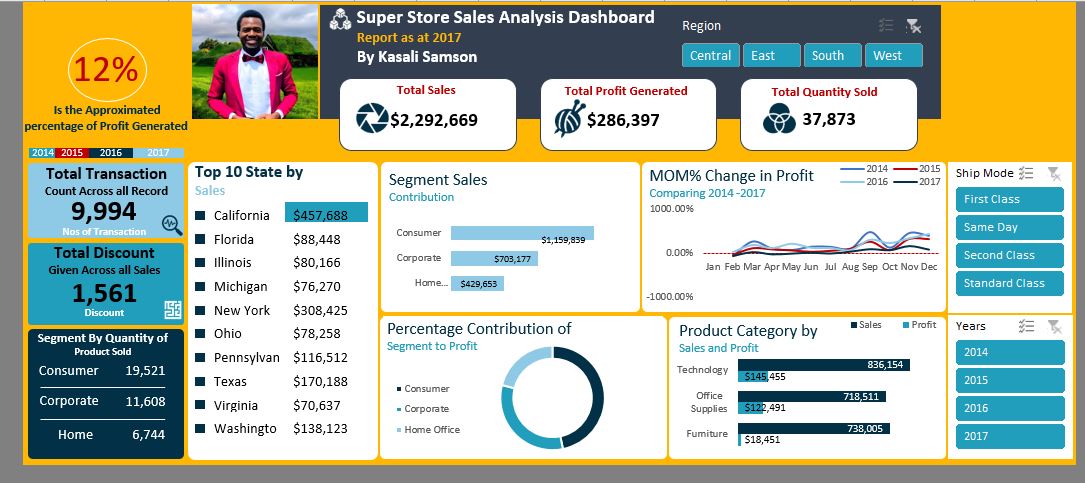 Super Store Sales Analysis Dashboard
Report as at 2017
By Kasali Samson
Region
Central East South West
12%
Is the Approximated
percentage of Profit Generated
Total Sales
$2,292,669
Total Profit Generated
$286,397
Total Quantity Sold
37,873
2014 2015 2016 2017
Total Transaction
Count Across all Record
9,994
Nos of Transaction
Total Discount
Given Across all Sales
1,561
Discount
Segment By Quantity of
Product Sold
Consumer 19,521
Corporate 11,608
Home 6,744
Top 10 State by
Sales
California $457,688
Florida $88,448
Illinois $80,166
Michigan $76,270
New York $308,425
Ohio $78,258
Pennsylvan $116,512
Texas $170,188
Virginia $70,637
Washingto $138,123
Segment Sales
Contribution
Consumer $1,159,839
Corporate $703,177
Home... $429,653
MOM% Change in Profit
Comparing 2014 -2017
2014 2015
2016 2017
1000.00%
0.00%
Jan Feb Mar Apr May Jun Jul Aug Sep Oct Nov Dec
-1000.00%
Percentage Contribution of
Segment to Profit
Consumer
Corporate
Home Office
Product Category by
Sales and Profit
Sales Profit
Technology 836,154
$145,455
Office
Supplies 718,511
$122,491
Furniture 738,005
$18,451
Ship Mode
First Class
Same Day
Second Class
Standard Class
Years
2014
2015
2016
2017